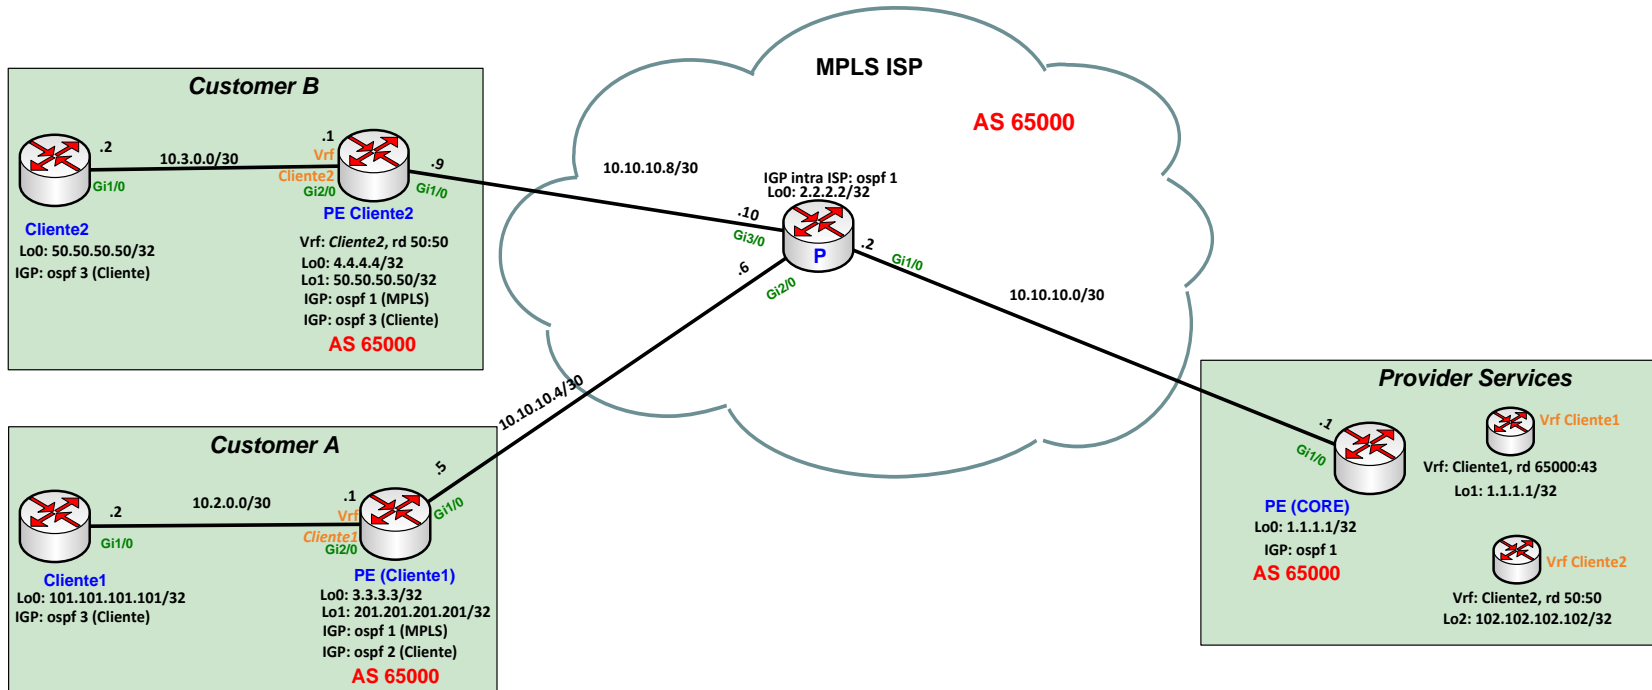 MPLS ISP
AS 65000
Customer B
.2
10.3.0.0/30
.1
Vrf
Cliente2
Gi1/0
Gi2/0
.9
Gi1/0
Cliente2
Lo0: 50.50.50.50/32
IGP: ospf 3 (Cliente)
PE Cliente2
Vrf: Cliente2, rd 50:50
Lo0: 4.4.4.4/32
Lo1: 50.50.50.50/32
IGP: ospf 1 (MPLS)
IGP: ospf 3 (Cliente)
AS 65000
10.10.10.8/30
IGP intra ISP: ospf 1
Lo0: 2.2.2.2/32
.10
Gi3/0
P
.2
Gi1/0
.6
Gi2/0
10.10.10.0/30
10.10.10.4/30
Customer A
.2
10.2.0.0/30
.1
Vrf
Cliente1
Gi1/0
Gi2/0
.5
Gi1/0
Cliente1
Lo0: 101.101.101.101/32
IGP: ospf 3 (Cliente)
PE (Cliente1)
Lo0: 3.3.3.3/32
Lo1: 201.201.201.201/32
IGP: ospf 1 (MPLS)
IGP: ospf 2 (Cliente)
AS 65000
Provider Services
.1
Gi1/0
PE (CORE)
Lo0: 1.1.1.1/32
IGP: ospf 1
AS 65000
Vrf Cliente1
Vrf: Cliente1, rd 65000:43
Lo1: 1.1.1.1/32
Vrf Cliente2
Vrf: Cliente2, rd 50:50
Lo2: 102.102.102.102/32